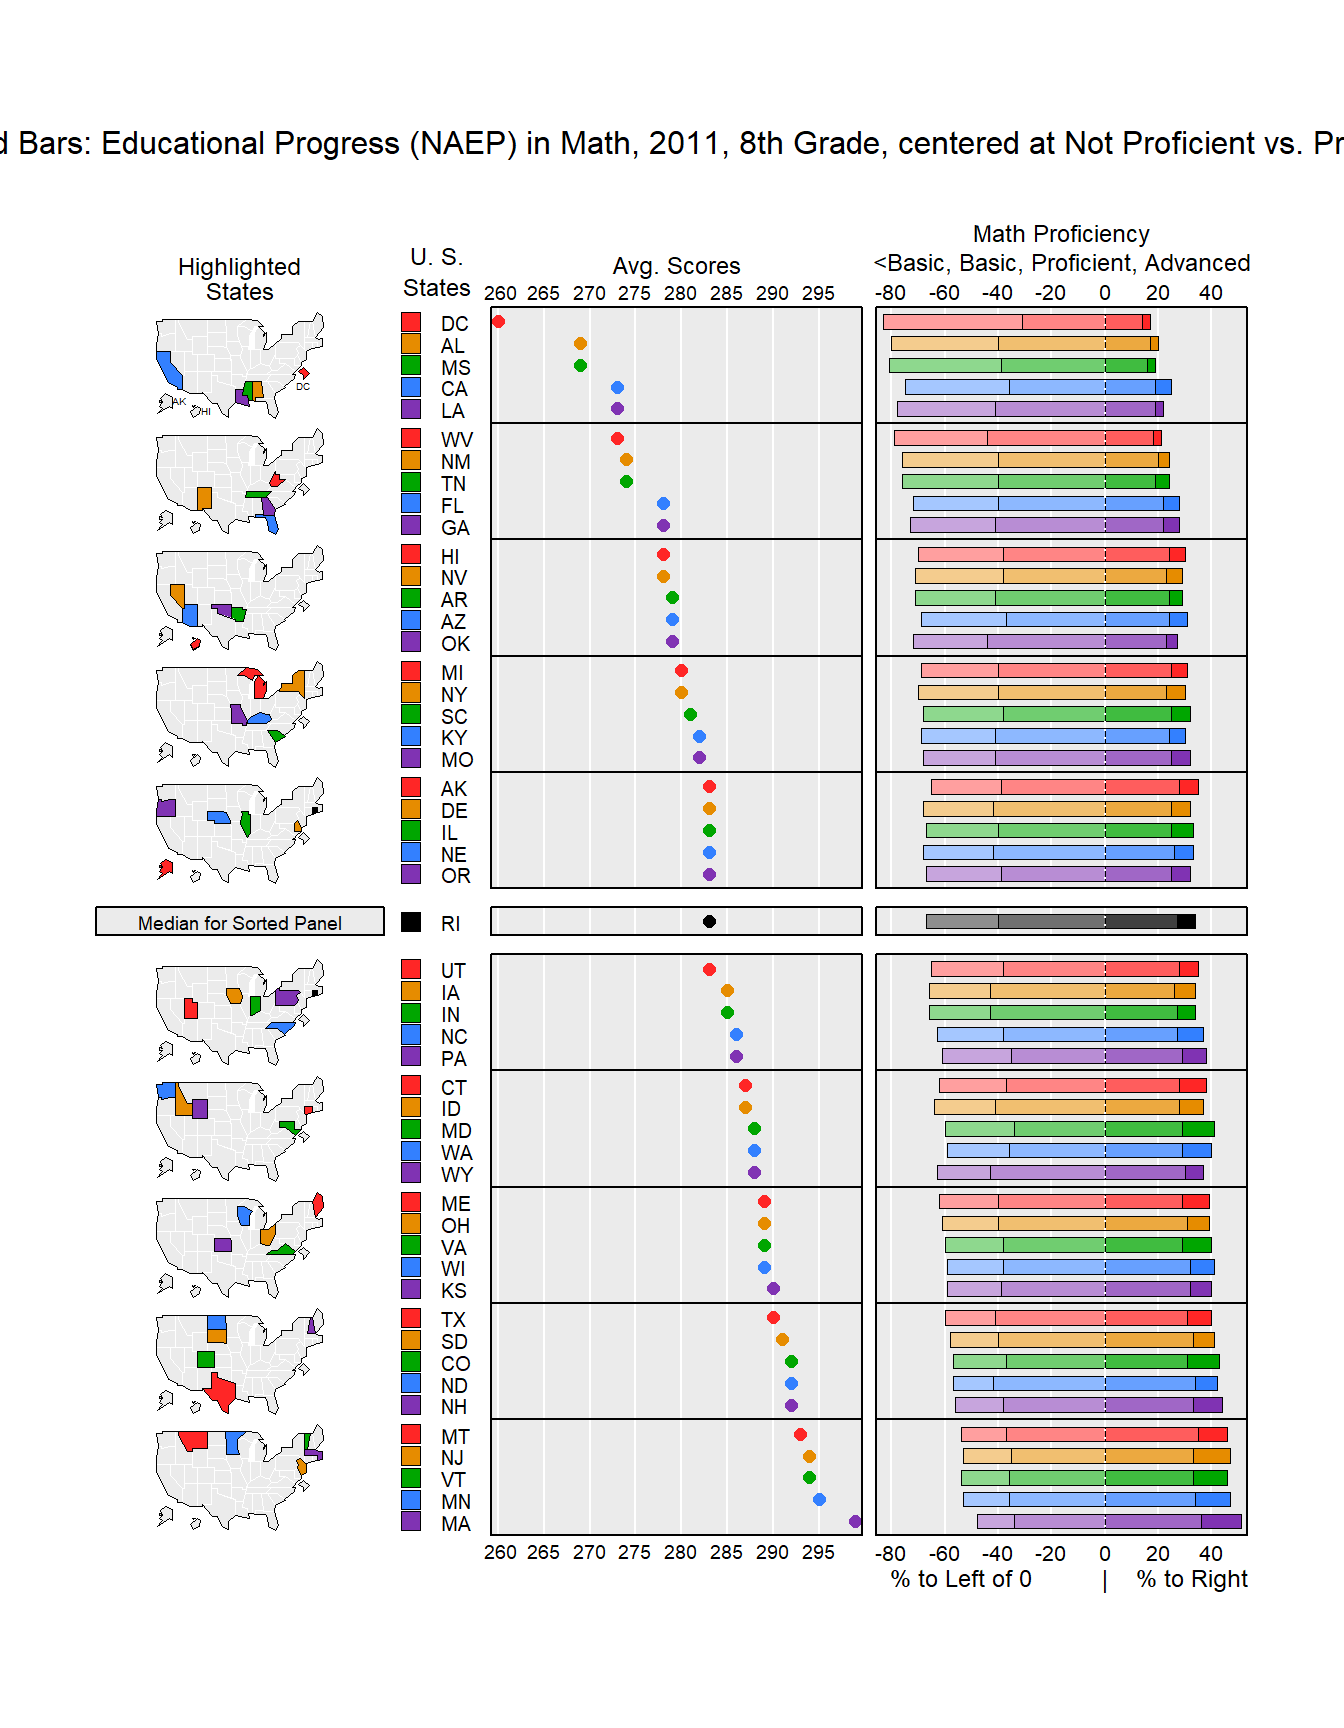 d Bars: Educational Progress (NAEP) in Math, 2011, 8th Grade, centered at Not Proficient vs. Pr
Highlighted
States
U. S.
States
Avg. Scores
Math Proficiency
<Basic, Basic, Proficient, Advanced
260 265 270 275 280 285 290 295
-80 -60 -40 -20 0 20 40
DC
AL
MS
CA
LA
DC
AK
HI
WV
NM
TN
FL
GA
HI
NV
AR
AZ
OK
MI
NY
SC
KY
MO
AK
DE
IL
NE
OR
Median for Sorted Panel
RI
UT
IA
IN
NC
PA
CT
ID
MD
WA
WY
ME
OH
VA
WI
KS
TX
SD
CO
ND
NH
MT
NJ
VT
MN
MA
260 265 270 275 280 285 290 295
-80 -60 -40 -20 0 20 40
% to Left of 0 | % to Right